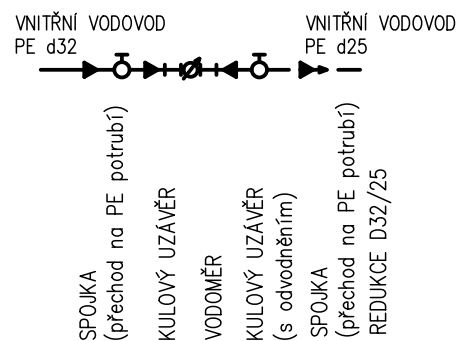 VNITŘNÍ VODOVOD
PE d32
VNITŘNÍ VODOVOD
PE d25
SPOJKA
(přechod na PE potrubí)
KULOVÝ UZÁVĚR
VODOMĚR
KULOVÝ UZÁVĚR
(s odvodněním)
SPOJKA
(přechod na PE potrubí)
REDUKCE D32/25